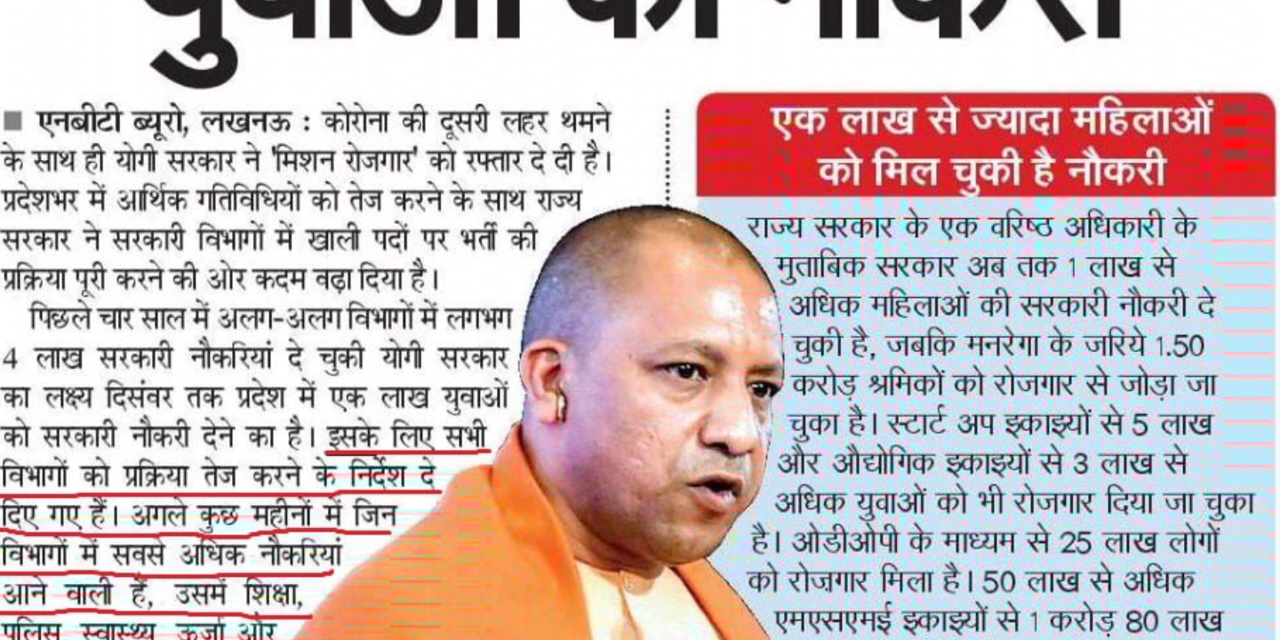 युवाओं को नौकरी
■ एनबीटी ब्यूरो, लखनऊ : कोरोना की दूसरी लहर थमने
के साथ ही योगी सरकार ने 'मिशन रोजगार' को रफ्तार दे दी है।
प्रदेशभर में आर्थिक गतिविधियों को तेज करने के साथ राज्य
सरकार ने सरकारी विभागों में खाली पदों पर भर्ती की
प्रक्रिया पूरी करने की ओर कदम बढ़ा दिया है।
पिछले चार साल में अलग-अलग विभागों में लगभग
4 लाख सरकारी नौकरियां दे चुकी योगी सरकार
का लक्ष्य दिसंबर तक प्रदेश में एक लाख युवाओं
को सरकारी नौकरी देने का है। इसके लिए सभी
विभागों को प्रक्रिया तेज करने के निर्देश दे
दिए गए हैं। अगले कुछ महीनों में जिन
विभागों में सबसे अधिक नौकरियां
आने वाली हैं, उसमें शिक्षा,
पुलिस, स्वास्थ्य, ऊर्जा और
एक लाख से ज्यादा महिलाओं
को मिल चुकी है नौकरी
राज्य सरकार के एक वरिष्ठ अधिकारी के
मुताबिक सरकार अब तक 1 लाख से
अधिक महिलाओं की सरकारी नौकरी दे
चुकी है, जबकि मनरेगा के जरिये 1.50
करोड़ श्रमिकों को रोजगार से जोड़ा जा
चुका है। स्टार्ट अप इकाइयों से 5 लाख
और औद्योगिक इकाइयों से 3 लाख से
अधिक युवाओं को भी रोजगार दिया जा चुका
है। ओडीओपी के माध्यम से 25 लाख लोगों
को रोजगार मिला है। 50 लाख से अधिक
एमएसएमई इकाइयों से 1 करोड़ 80 लाख